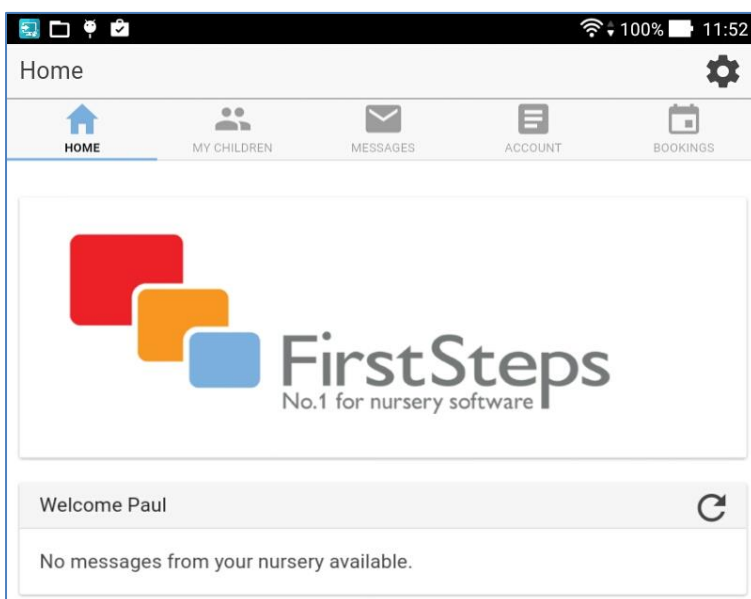 100% 11:52
Home
HOME MY CHILDREN MESSAGES ACCOUNT BOOKINGS
FirstSteps
No.1 for nursery software
Welcome Paul
No messages from your nursery available.